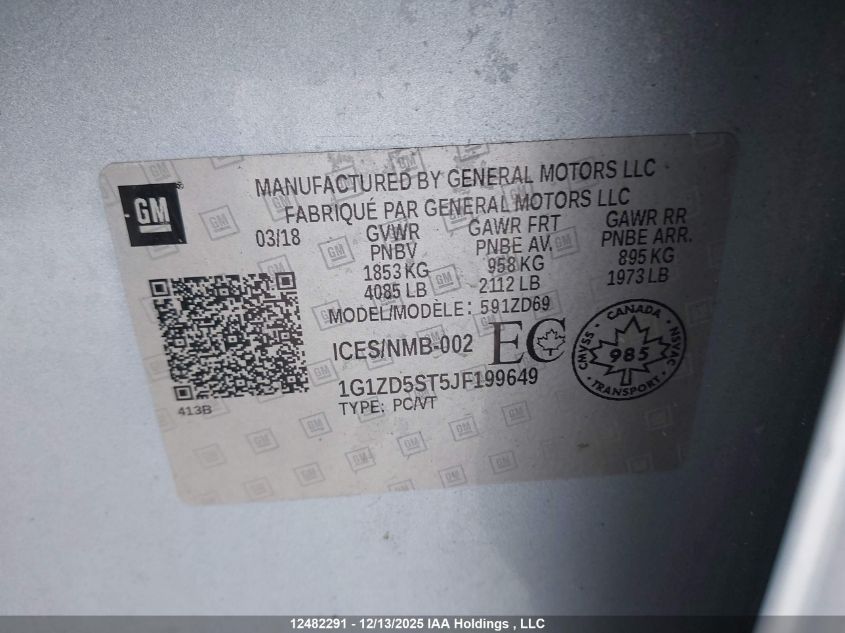 GM
MANUFACTURED BY GENERAL MOTORS LLC
FABRIQUÉ PAR GENERAL MOTORS LLC
03/18
GVWR
PNBV
1853 KG
4085 LB
GAWR FRT
PNBE AV.
958 KG
2112 LB
GAWR RR
PNBE ARR.
895 KG
1973 LB
MODEL/MODÈLE: 591ZD69
ICES/NMB-002
EC
1G1ZD5ST5JF199649
TYPE: PC/VT
413B
CANADA
CMVSS
985
NSVAC
TRANSPORT
12482291 - 12/13/2025 IAA Holdings , LLC